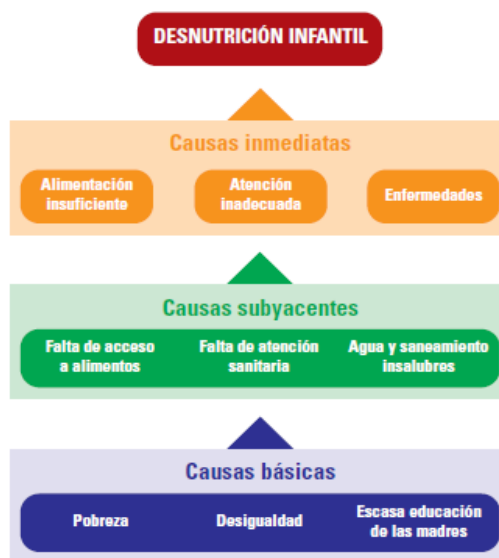 DESNUTRICIÓN INFANTIL
Causas inmediatas
Alimentación
insuficiente
Atención
inadecuada
Enfermedades
Causas subyacentes
Falta de acceso
a alimentos
Falta de atención
sanitaria
Agua y saneamiento
insalubres
Causas básicas
Pobreza
Desigualdad
Escasa educación
de las madres